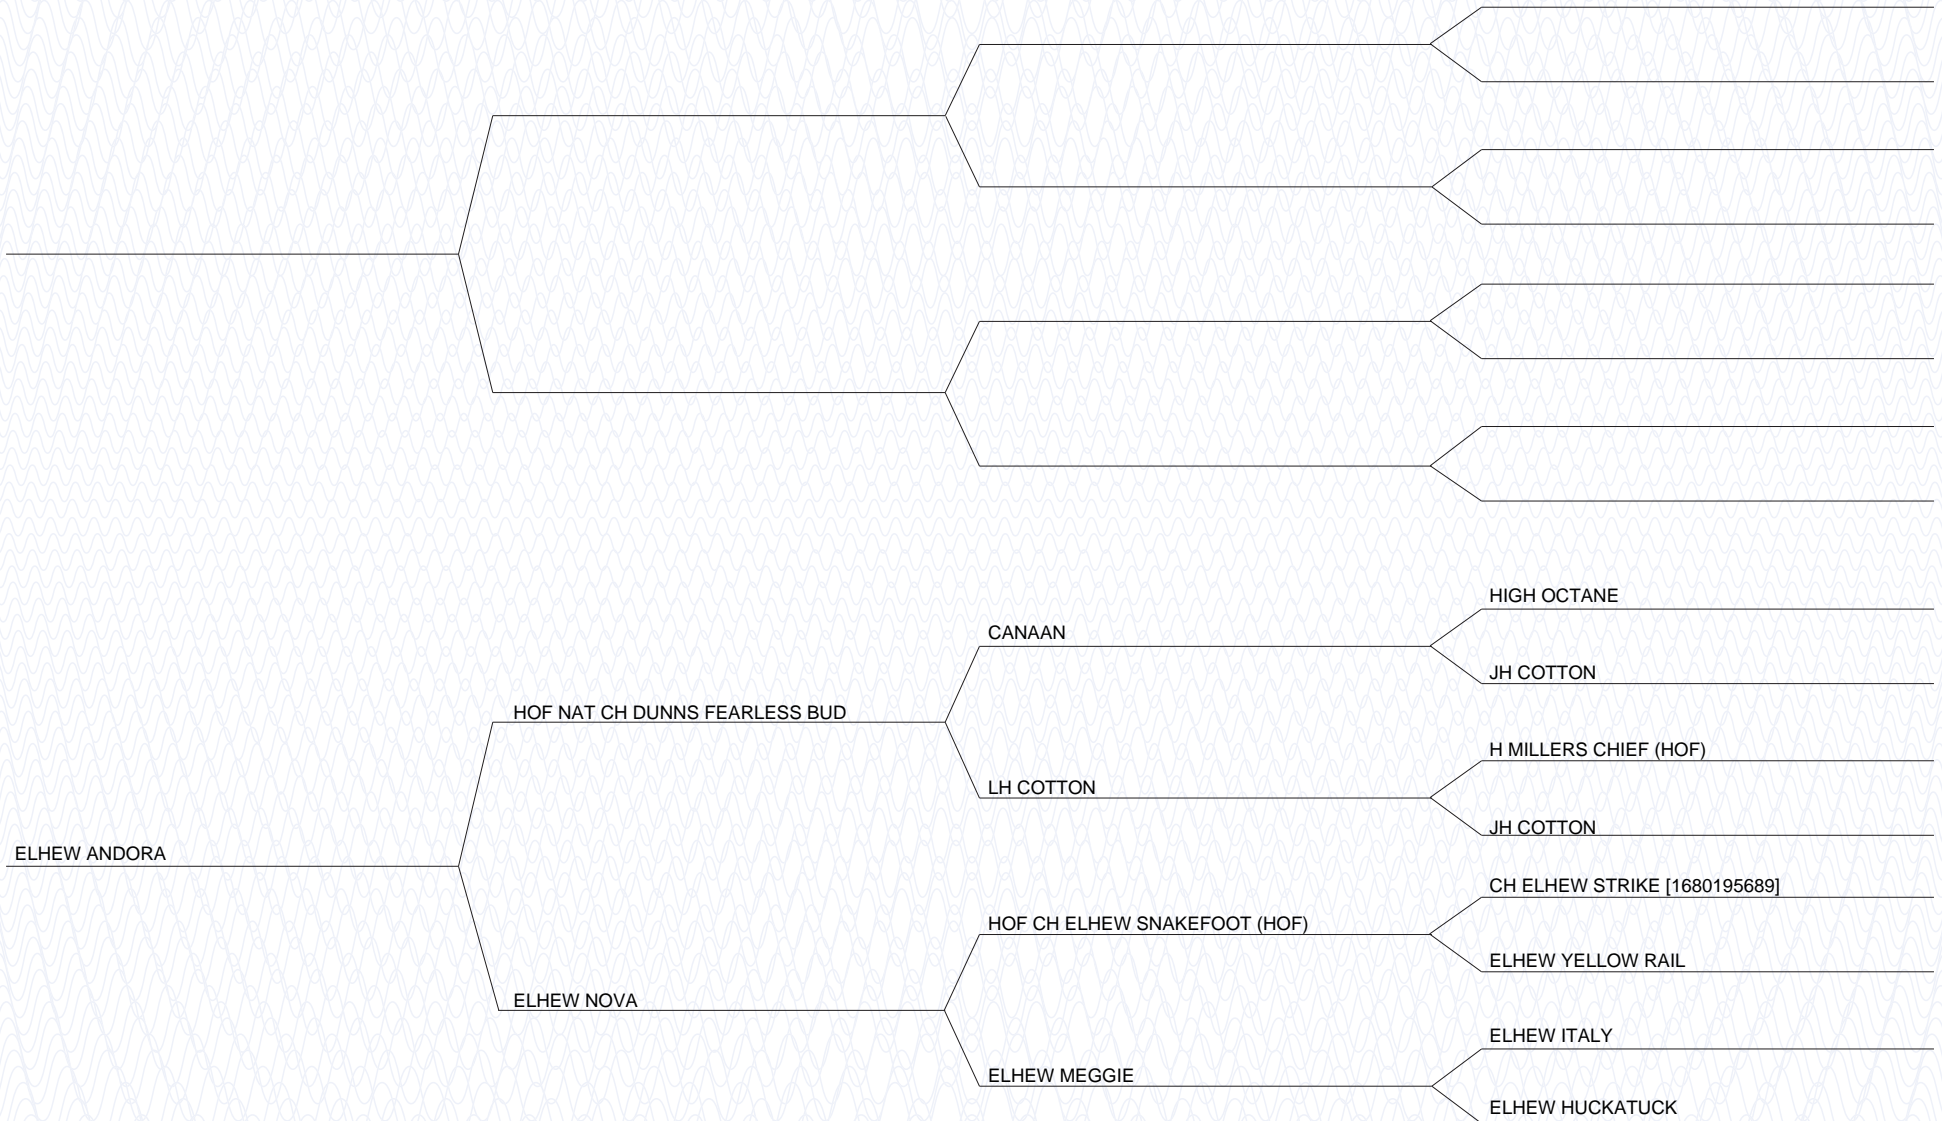 HIGH OCTANE
CANAAN
JH COTTON
HOF NAT CH DUNNS FEARLESS BUD
H MILLERS CHIEF (HOF)
LH COTTON
JH COTTON
ELHEW ANDORA
CH ELHEW STRIKE [1680195689]
HOF CH ELHEW SNAKEFOOT (HOF)
ELHEW YELLOW RAIL
ELHEW NOVA
ELHEW ITALY
ELHEW MEGGIE
ELHEW HUCKATUCK